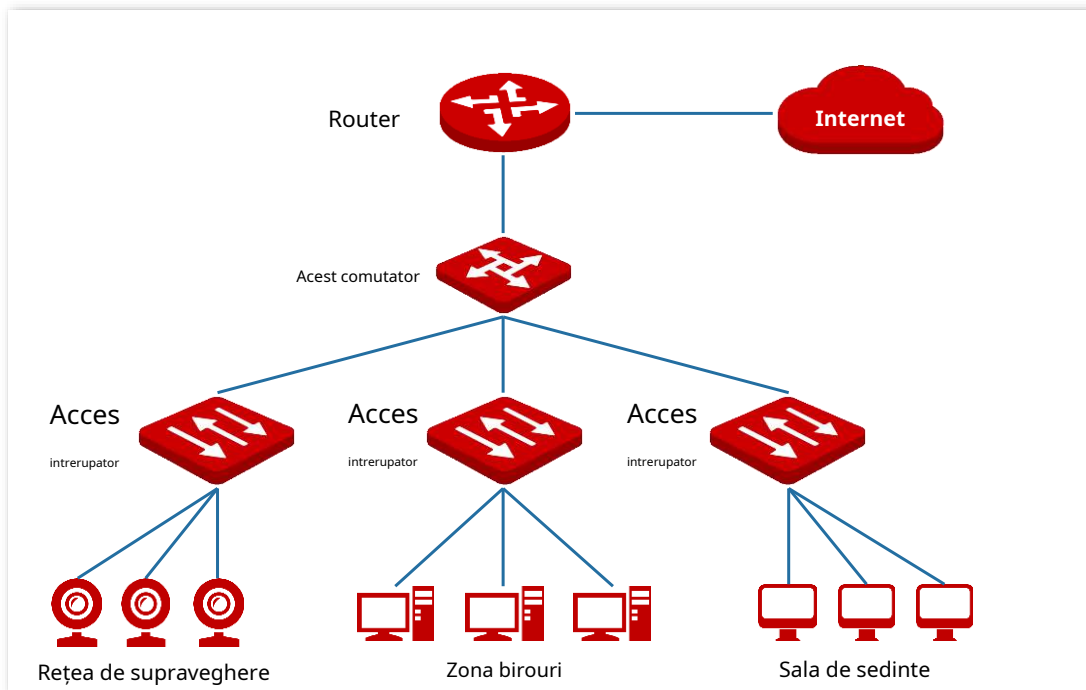 Router
Internet
Acest comutator
Acces
intrerupator
Acces
intrerupator
Acces
intrerupator
Rețea de supraveghere
Zona birouri
Sala de sedinte